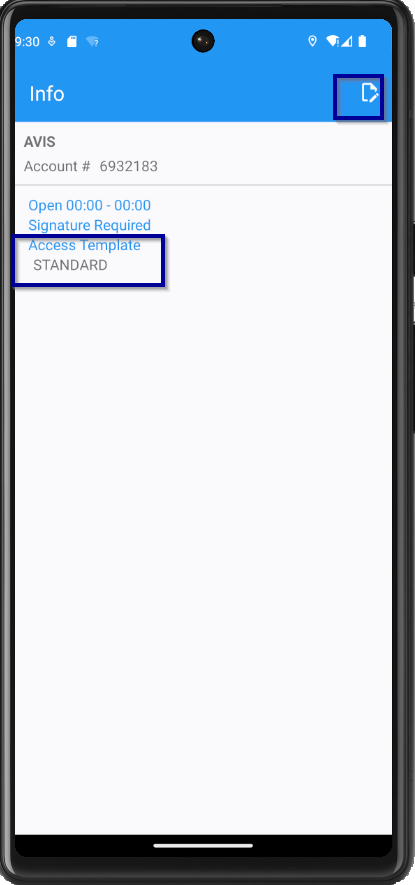 9:30
Info
AVIS
Account # 6932183
Open 00:00 - 00:00
Signature Required
Access Template
STANDARD